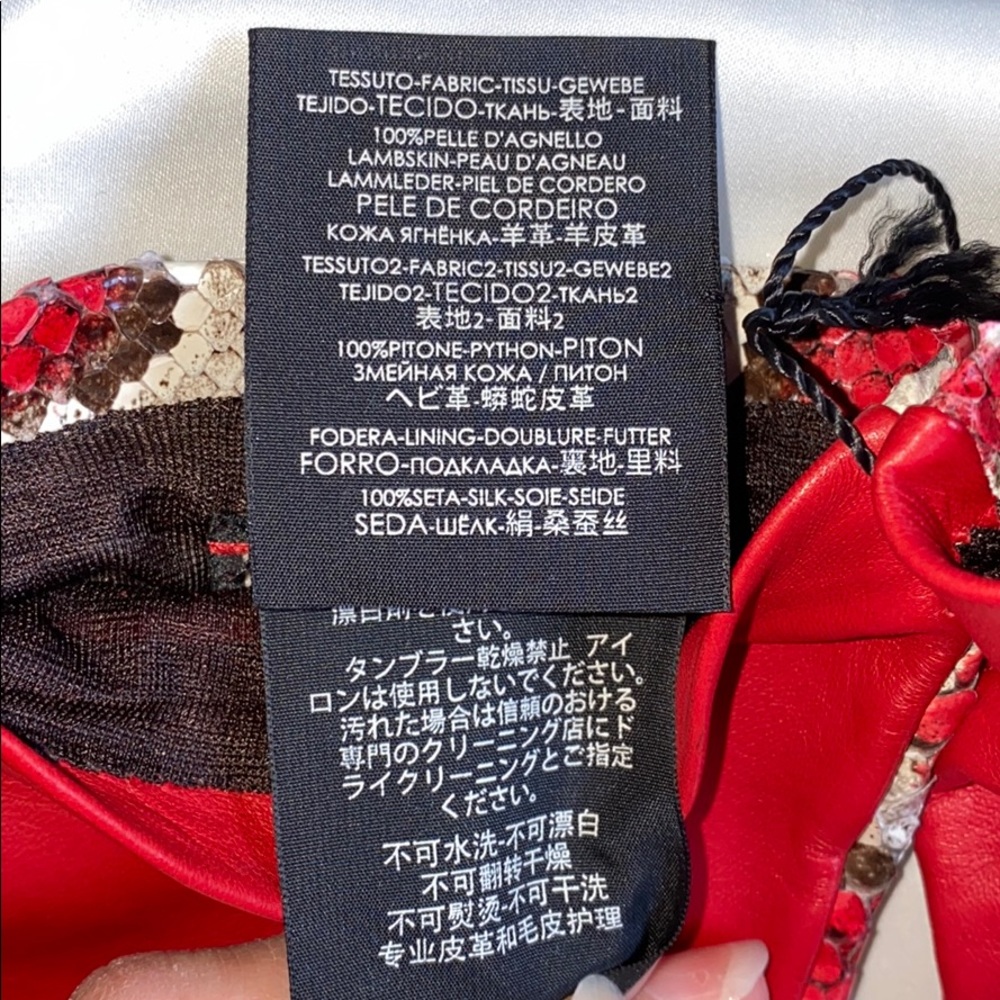 TESSUTO-FABRIC-TISSU-GEWEBE
TEJIDO-TECIDO-ТКАНЬ-表地-面料
100%PELLE D'AGNELLO
LAMBSKIN-PEAU D'AGNEAU
LAMMLEDER-PIEL DE CORDERO
PELE DE CORDEIRO
КОЖА ЯГНЁНКА-羊革-羊皮革
TESSUTO2-FABRIC2-TISSU2-GEWEBE2
TEJIDO2-TECIDO2-ТКАНЬ2
表地2-面料2
100%PITONE-PYTHON-PITON
ЗМЕЙНАЯ КОЖА / ПИТОН
ヘビ革-蟒蛇皮革
FODERA-LINING-DOUBLURE-FUTTER
FORRO-ПОДКЛАДКА-裏地-里料
100%SETA-SILK-SOIE-SEIDE
SEDA-ШЁЛК-絹-桑蚕丝
さい。
タンブラー乾燥禁止 アイ
ロンは使用しないでください。
汚れた場合は信頼のおける
専門のクリーニング店にド
ライクリーニングとご指定
ください。
不可水洗-不可漂白
不可翻转干燥
不可熨烫-不可干洗
专业皮革和毛皮护理